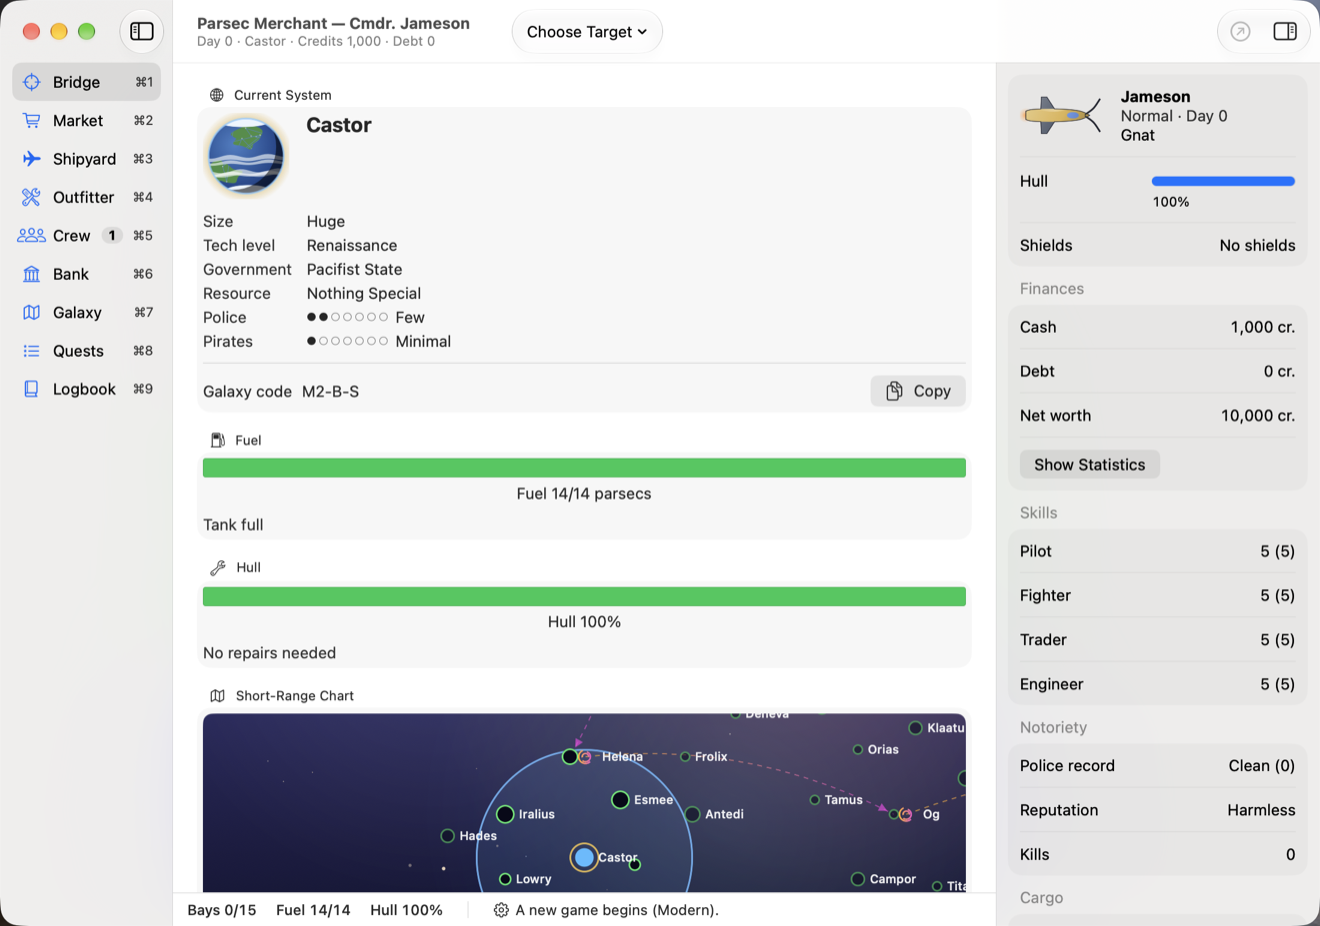 Parsec Merchant — Cmdr. Jameson
Day 0 · Castor · Credits 1,000 · Debt 0
Choose Target
Bridge ⌘1
Market ⌘2
Shipyard ⌘3
Outfitter ⌘4
Crew 1 ⌘5
Bank ⌘6
Galaxy ⌘7
Quests ⌘8
Logbook ⌘9
Current System
Castor
Size Huge
Tech level Renaissance
Government Pacifist State
Resource Nothing Special
Police Few
Pirates Minimal
Galaxy code M2-B-S
Copy
Fuel
Fuel 14/14 parsecs
Tank full
Hull
Hull 100%
No repairs needed
Short-Range Chart
Deneva
Klaatu
Helena
Frolix
Orias
Esmee
Tamus
Iralius
Antedi
Og
Hades
Castor
Lowry
Campor
Tita
Bays 0/15 Fuel 14/14 Hull 100% A new game begins (Modern).
Jameson
Normal · Day 0
Gnat
Hull
100%
Shields No shields
Finances
Cash 1,000 cr.
Debt 0 cr.
Net worth 10,000 cr.
Show Statistics
Skills
Pilot 5 (5)
Fighter 5 (5)
Trader 5 (5)
Engineer 5 (5)
Notoriety
Police record Clean (0)
Reputation Harmless
Kills 0
Cargo